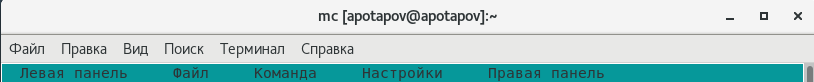 mc [apotapov@apotapov]:~
Файл Правка Вид Поиск Терминал Справка
Левая панель Файл Команда Настройки Правая панель